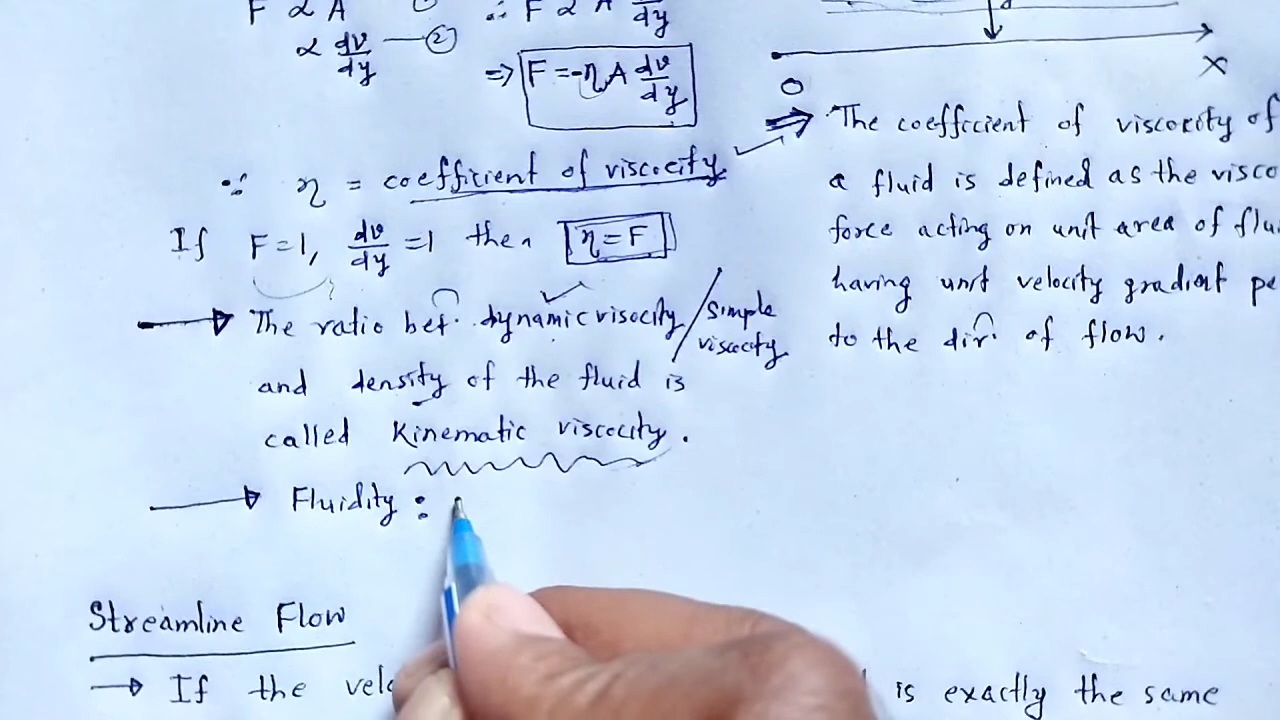 F ∝ A
∝ dv/dy — ②
∴ F ∝ A dv/dy
⇒ F = -η A dv/dy
∵ η = coefficient of viscocity
If F=1, dv/dy =1 then η=F
The ratio bet. dynamic viscocity / simple viscocity
and density of the fluid is
called Kinematic viscocity.
Fluidity :
Streamline Flow
→ If the is exactly the same
O
X
⇒ The coefficient of viscocity of
a fluid is defined as the visco
force acting on unit area of flu
having unit velocity gradient pe
to the dir. of flow.